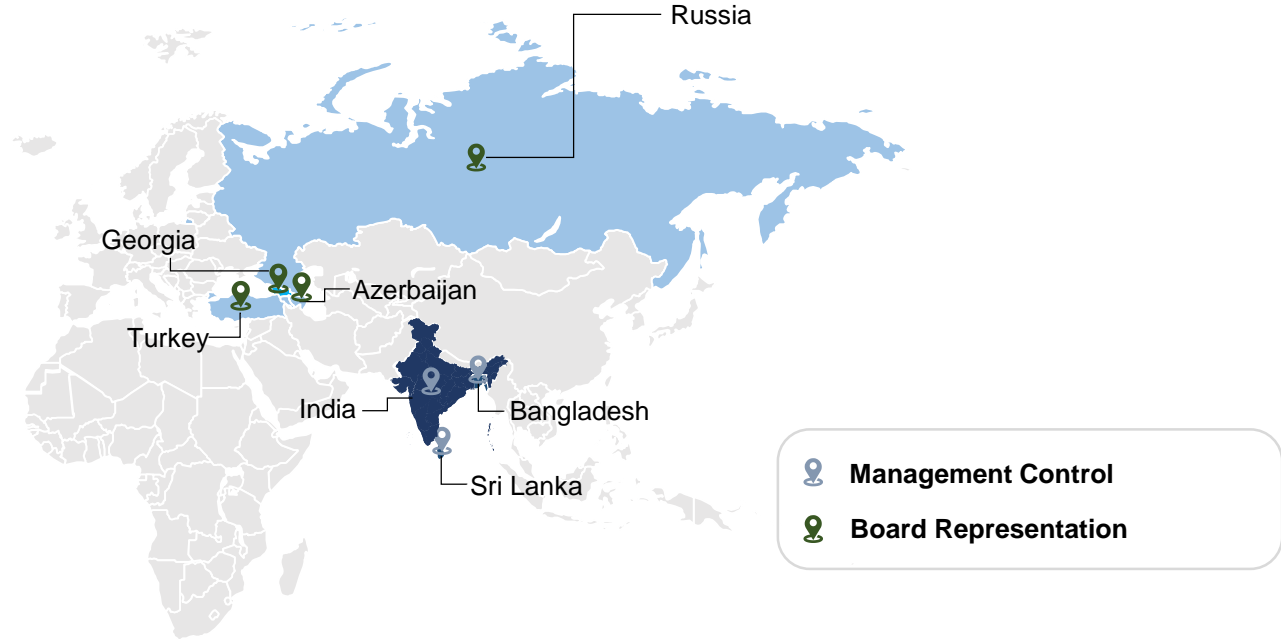 Russia
Georgia
Azerbaijan
Turkey
India
Bangladesh
Sri Lanka
Management Control
Board Representation